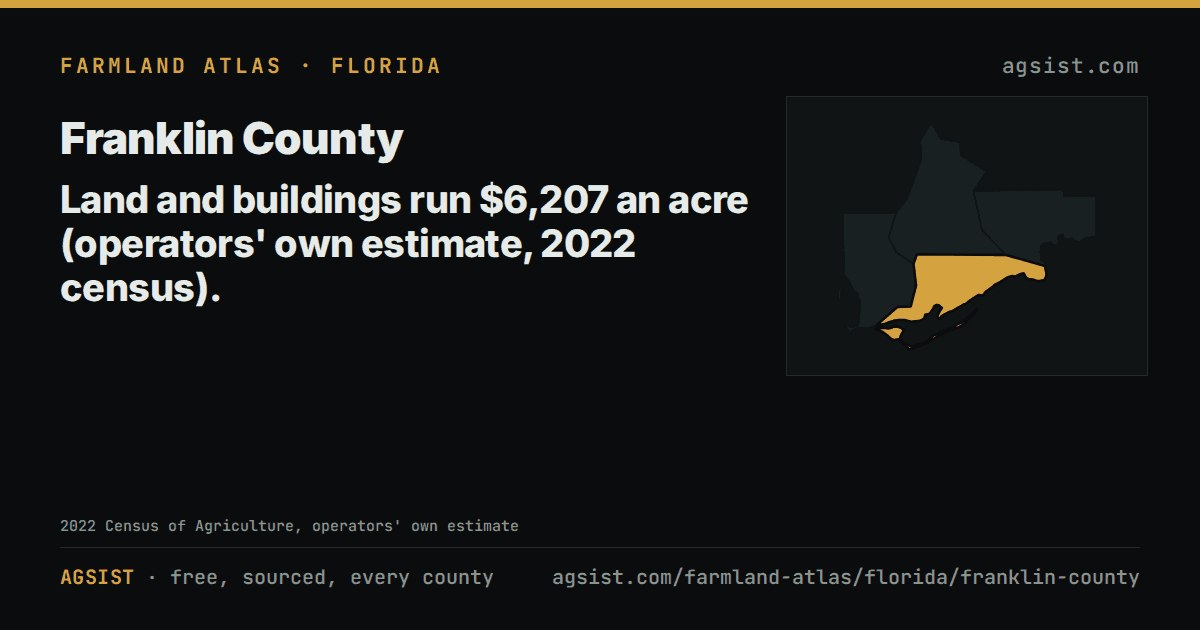 FARMLAND ATLAS · FLORIDA
agsist.com
Franklin County
Land and buildings run $6,207 an acre
(operators' own estimate, 2022
census).
2022 Census of Agriculture, operators' own estimate
AGSIST · free, sourced, every county
agsist.com/farmland-atlas/florida/franklin-county